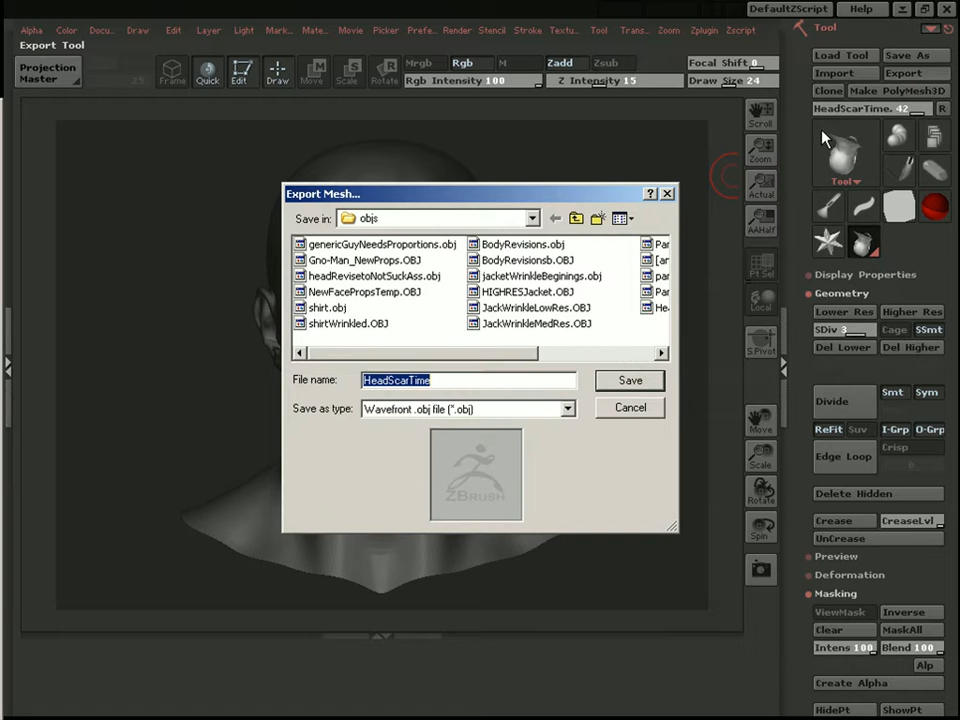 DefaultZScript Help
Alpha Color Docu... Draw Edit Layer Light Mark... Mate... Movie Picker Prefe... Render Stencil Stroke Textu... Tool Trans... Zoom Zplugin Zscript
Tool
Export Tool
Projection
Master
25
Frame
Quick
Edit
Draw
Move
Scale
Rotate
Mrgb Rgb M Zadd Zsub Focal Shift 0
Rgb Intensity 100 Z Intensity 15 Draw Size 24
Load Tool Save As
Import Export
Clone Make PolyMesh3D
HeadScarTime. 42 R
Tool
Scroll
Zoom
Actual
AAHalf
Pt Sel
Local
S.Pivot
Move
Scale
Rotate
Spin
Export Mesh...
Save in: objs
genericGuyNeedsProportions.obj
Gno-Man_NewProps.OBJ
headRevisetoNotSuckAss.obj
NewFacePropsTemp.OBJ
shirt.obj
shirtWrinkled.OBJ
BodyRevisions.obj
BodyRevisionsb.OBJ
jacketWrinkleBeginings.obj
HIGHRESJacket.OBJ
JackWrinkleLowRes.OBJ
JackWrinkleMedRes.OBJ
File name: HeadScarTime Save
Save as type: Wavefront .obj file (*.obj) Cancel
ZBRUSH
Display Properties
Geometry
Lower Res Higher Res
SDiv 3 Cage SSmt
Del Lower Del Higher
Divide Smt Sym
ReFit Suv I-Grp O-Grp
Edge Loop Crisp
Delete Hidden
Crease CreaseLvl
UnCrease
Preview
Deformation
Masking
ViewMask Inverse
Clear MaskAll
Intens 100 Blend 100
Alp
Create Alpha
HidePt ShowPt